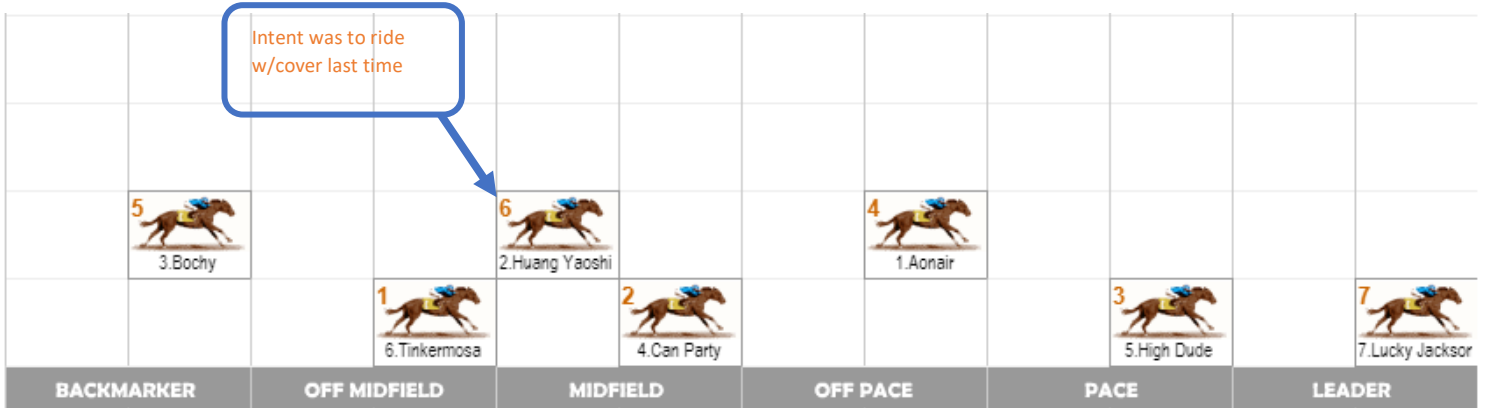 Intent was to ride
w/cover last time
5
6
4
3.Bochy
2.Huang Yaoshi
1.Aonair
1
2
3
7
6.Tinkermosa
4.Can Party
5.High Dude
7.Lucky Jackson
BACKMARKER
OFF MIDFIELD
MIDFIELD
OFF PACE
PACE
LEADER